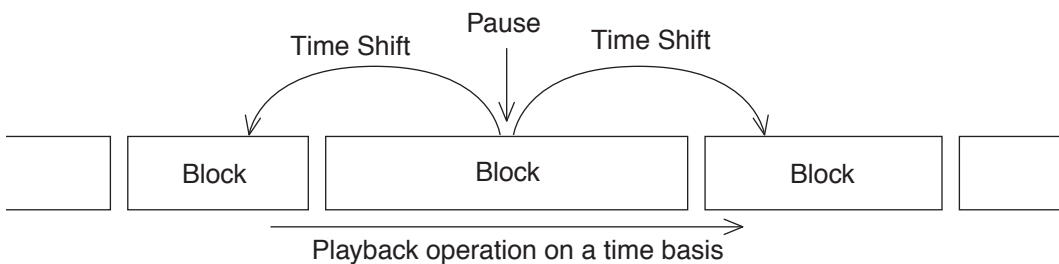 Pause
Time Shift
Time Shift
Block
Block
Block
Playback operation on a time basis